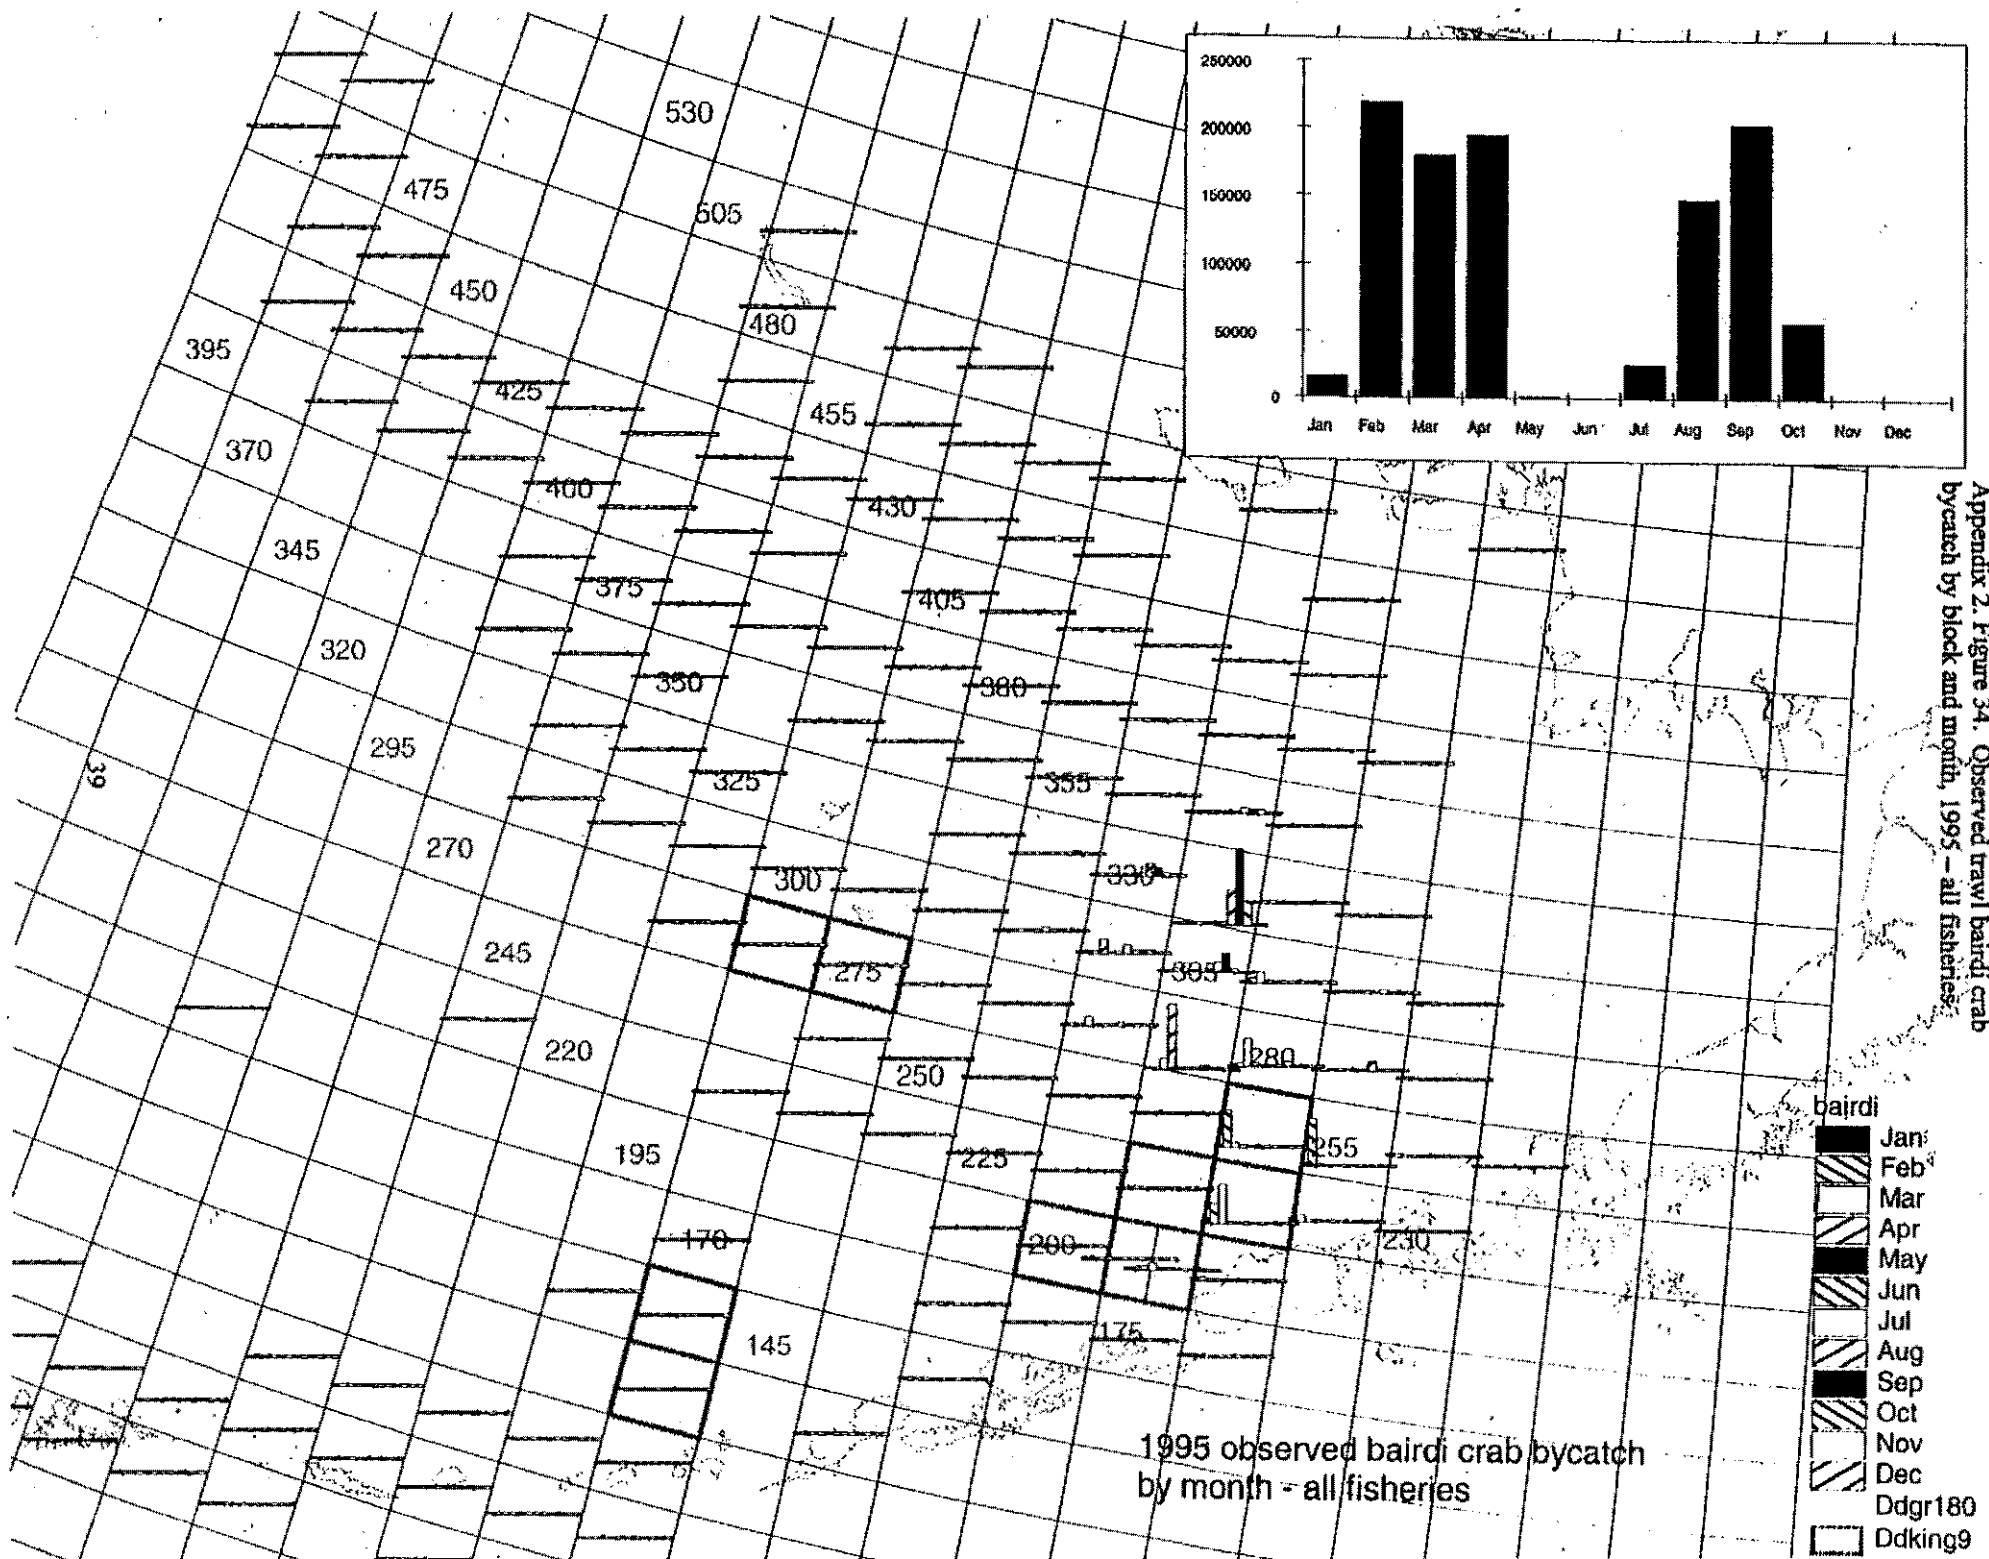 250000
200000
150000
100000
50000
0
Jan Feb Mar Apr May Jun Jul Aug Sep Oct Nov Dec
530
475
505
450
480
395
425
455
370
400
430
345
375
405
320
350
380
295
325
355
270
300
330
245
275
305
220
250
280
195
225
255
170
200
230
145
175
39
Appendix 2. Figure 34. Observed trawl bairdi crab
bycatch by block and month, 1995 – all fisheries.
1995 observed bairdi crab bycatch
by month - all fisheries
bairdi
Jan
Feb
Mar
Apr
May
Jun
Jul
Aug
Sep
Oct
Nov
Dec
Ddgr180
Ddking9